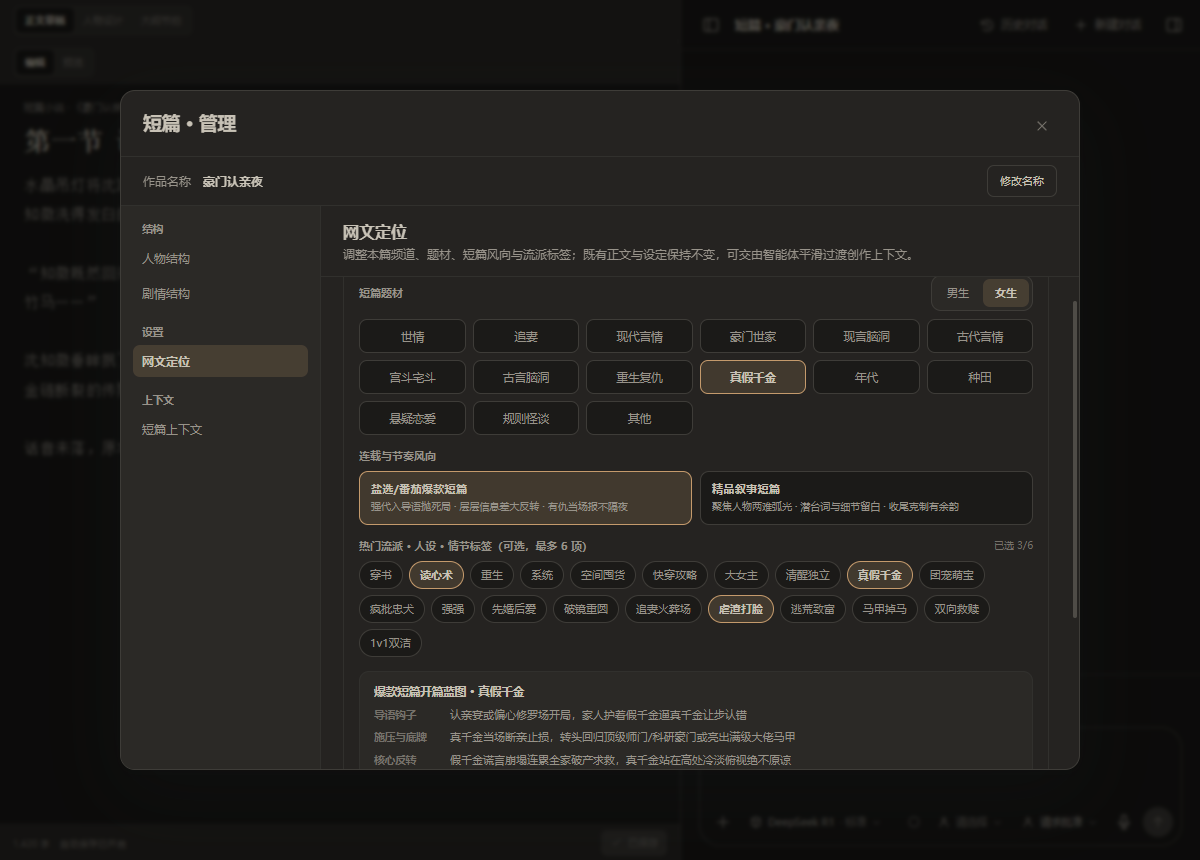 短篇 • 豪门认亲夜
历史对话
新建对话
第一节
短篇 • 管理
作品名称 豪门认亲夜
修改名称
结构
人物结构
剧情结构
设置
网文定位
上下文
短篇上下文
网文定位
调整本篇频道、题材、短篇风向与流派标签；既有正文与设定保持不变，可交由智能体平滑过渡创作上下文。
短篇题材
男生 女生
世情 追妻 现代言情 豪门世家 现言脑洞 古代言情
宫斗宅斗 古言脑洞 重生复仇 真假千金 年代 种田
悬疑恋爱 规则怪谈 其他
连载与节奏风向
盐选/番茄爆款短篇
强代入导语抛死局 · 层层信息差大反转 · 有仇当场报不隔夜
精品叙事短篇
聚焦人物两难弧光 · 潜台词与细节留白 · 收尾克制有余韵
热门流派 • 人设 • 情节标签（可选，最多 6 项）
已选 3/6
穿书 读心术 重生 系统 空间囤货 快穿攻略 大女主 清醒独立 真假千金 团宠萌宝
疯批忠犬 强强 先婚后爱 破镜重圆 追妻火葬场 虐渣打脸 逃荒致富 马甲掉马 双向救赎
1v1双洁
爆款短篇开篇蓝图 • 真假千金
导语钩子 认亲宴或偏心修罗场开局，家人护着假千金逼真千金让步认错
施压与底牌 真千金当场断亲止损，转头回归顶级师门/科研豪门或亮出满级大佬马甲
核心反转 假千金谎言崩塌连累全家破产求救，真千金站在高处冷淡俯视绝不原谅